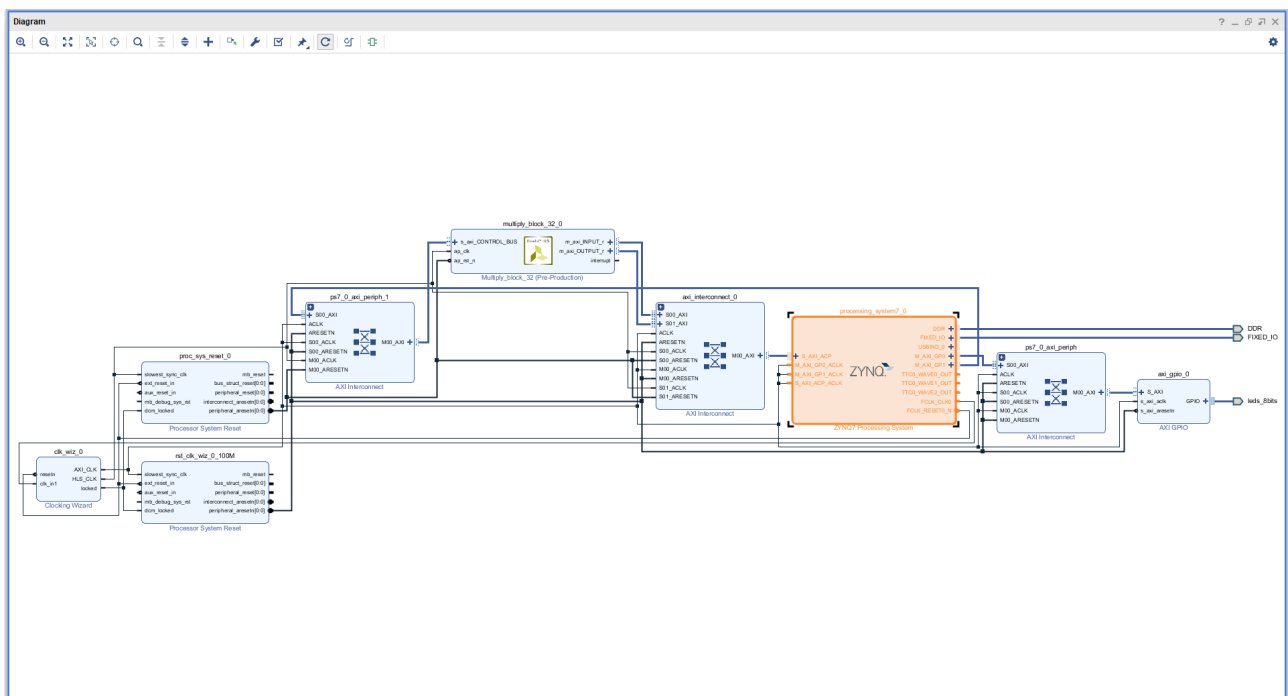 Diagram
multiply_block_32_0
s_axi_CONTROL_BUS
ap_clk
ap_rst_n
m_axi_INPUT_r
m_axi_OUTPUT_r
interrupt
Multiply_block_32 (Pre-Production)
ps7_0_axi_periph_1
S00_AXI
ACLK
ARESETN
S00_ACLK
S00_ARESETN
M00_ACLK
M00_ARESETN
M00_AXI
AXI Interconnect
axi_interconnect_0
S00_AXI
S01_AXI
ACLK
ARESETN
S00_ACLK
S00_ARESETN
M00_ACLK
M00_ARESETN
S01_ACLK
S01_ARESETN
M00_AXI
AXI Interconnect
processing_system7_0
S_AXI_ACP
M_AXI_GP0_ACLK
M_AXI_GP1_ACLK
S_AXI_ACP_ACLK
ZYNQ
DDR
FIXED_IO
USBIND_0
M_AXI_GP0
M_AXI_GP1
TTC0_WAVE0_OUT
TTC0_WAVE1_OUT
TTC0_WAVE2_OUT
FCLK_CLK0
FCLK_RESET0_N
ZYNQ7 Processing System
DDR
FIXED_IO
ps7_0_axi_periph
S00_AXI
ACLK
ARESETN
S00_ACLK
S00_ARESETN
M00_ACLK
M00_ARESETN
M00_AXI
AXI Interconnect
axi_gpio_0
S_AXI
s_axi_aclk
s_axi_aresetn
GPIO
AXI GPIO
leds_8bits
proc_sys_reset_0
slowest_sync_clk
ext_reset_in
aux_reset_in
mb_debug_sys_rst
dcm_locked
mb_reset
bus_struct_reset[0:0]
peripheral_reset[0:0]
interconnect_aresetn[0:0]
peripheral_aresetn[0:0]
Processor System Reset
clk_wiz_0
resetn
clk_in1
AXI_CLK
HLS_CLK
locked
Clocking Wizard
rst_clk_wiz_0_100M
slowest_sync_clk
ext_reset_in
aux_reset_in
mb_debug_sys_rst
dcm_locked
mb_reset
bus_struct_reset[0:0]
peripheral_reset[0:0]
interconnect_aresetn[0:0]
peripheral_aresetn[0:0]
Processor System Reset